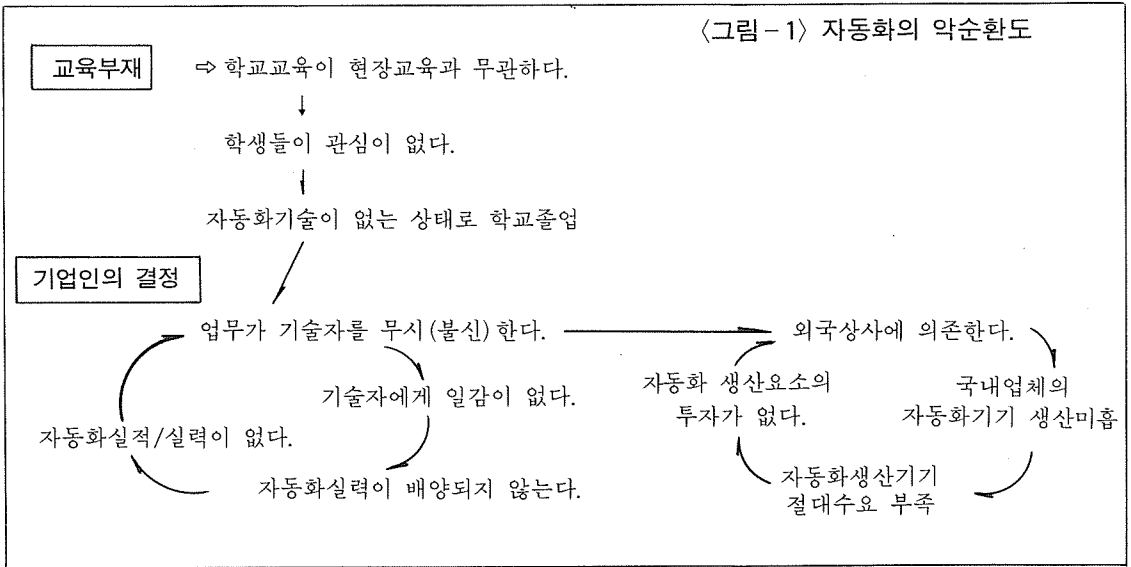 〈그림-1〉 자동화의 악순환도
교육부재 ⇨ 학교교육이 현장교육과 무관하다.
학생들이 관심이 없다.
자동화기술이 없는 상태로 학교졸업
기업인의 결정
업무가 기술자를 무시(불신)한다.
기술자에게 일감이 없다.
자동화실력이 배양되지 않는다.
자동화실적/실력이 없다.
외국상사에 의존한다.
국내업체의
자동화기기 생산미흡
자동화생산기기
절대수요 부족
자동화 생산요소의
투자가 없다.